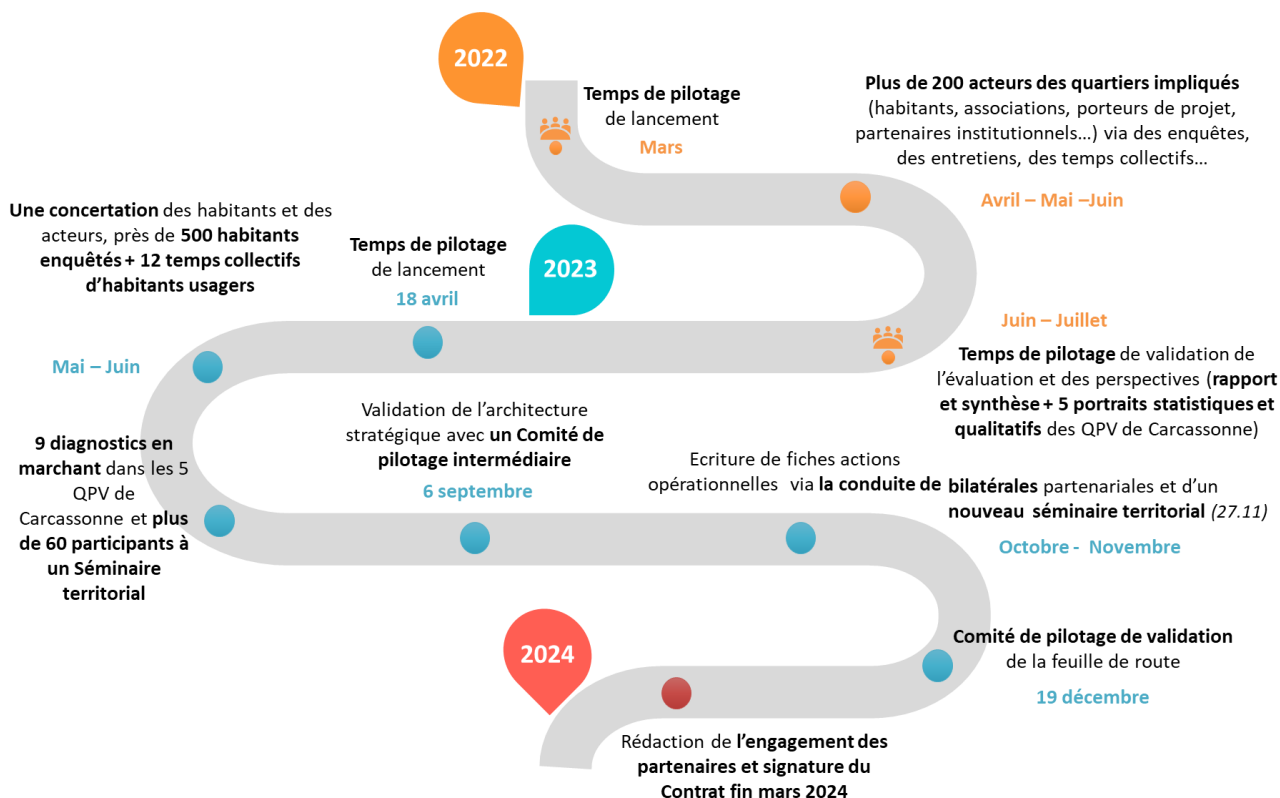 2022
Temps de pilotage
de lancement
Mars
Plus de 200 acteurs des quartiers impliqués
(habitants, associations, porteurs de projet,
partenaires institutionnels…) via des enquêtes,
des entretiens, des temps collectifs…
Avril – Mai –Juin
Juin – Juillet
Temps de pilotage de validation de
l'évaluation et des perspectives (rapport
et synthèse + 5 portraits statistiques et
qualitatifs des QPV de Carcassonne)
2023
Temps de pilotage
de lancement
18 avril
Une concertation des habitants et des
acteurs, près de 500 habitants
enquêtés + 12 temps collectifs
d'habitants usagers
Mai – Juin
9 diagnostics en
marchant dans les 5
QPV de
Carcassonne et plus
de 60 participants à
un Séminaire
territorial
Validation de l'architecture
stratégique avec un Comité de
pilotage intermédiaire
6 septembre
Ecriture de fiches actions
opérationnelles via la conduite de bilatérales partenariales et d'un
nouveau séminaire territorial (27.11)
Octobre - Novembre
Comité de pilotage de validation
de la feuille de route
19 décembre
2024
Rédaction de l'engagement des
partenaires et signature du
Contrat fin mars 2024